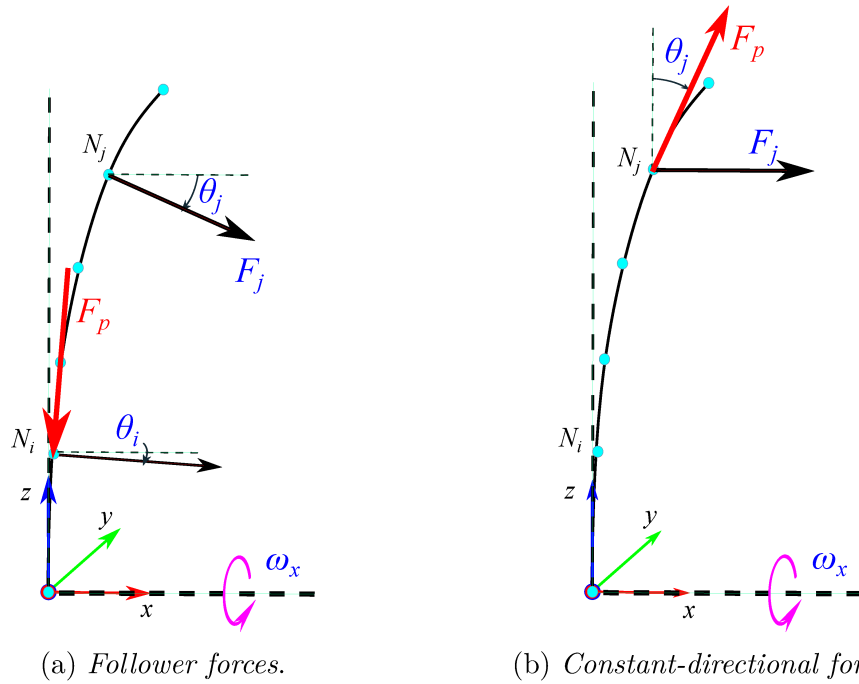 F_p
θ_j
N_j
N_j
θ_j
F_j
F_j
F_p
θ_i
N_i
N_i
z
z
y
y
ω_x
ω_x
x
x
(a) Follower forces.
(b) Constant-directional for